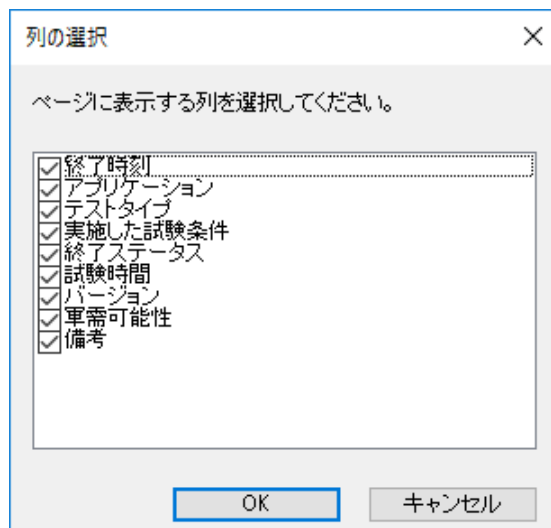 列の選択
ページに表示する列を選択してください。
終了時刻
アプリケーション
テストタイプ
実施した試験条件
終了ステータス
試験時間
バージョン
軍需可能性
備考
OK
キャンセル